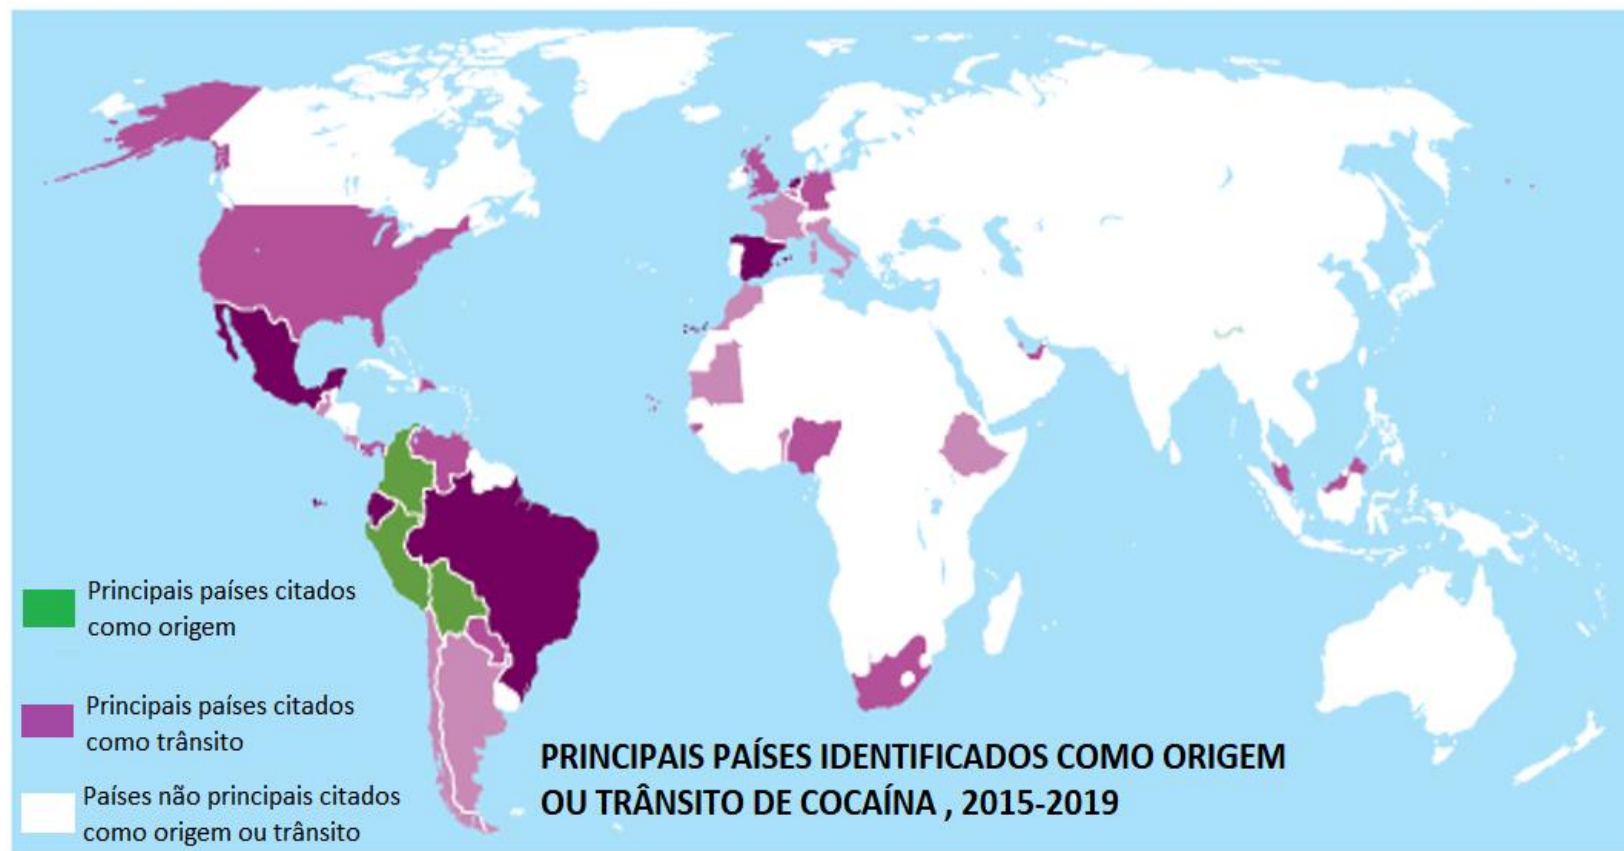 Principais países citados
como origem
Principais países citados
como trânsito
Países não principais citados
como origem ou trânsito
PRINCIPAIS PAÍSES IDENTIFICADOS COMO ORIGEM
OU TRÂNSITO DE COCAÍNA , 2015-2019